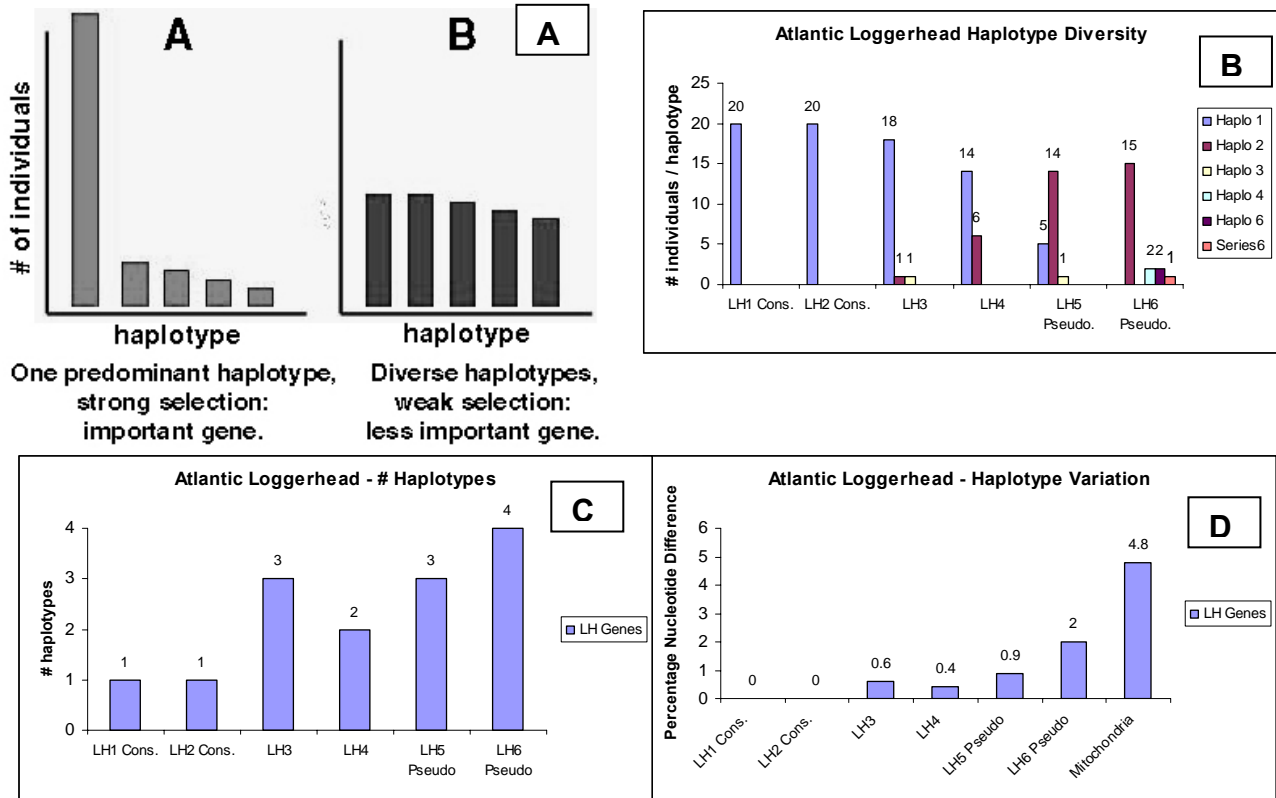 A
B
A
# of individuals
haplotype
haplotype
One predominant haplotype,
strong selection:
important gene.
Diverse haplotypes,
weak selection:
less important gene.
Atlantic Loggerhead Haplotype Diversity
B
# individuals / haplotype
25
20
15
10
5
0
20
20
18
1 1
14
6
5
14
1
15
2 2
1
LH1 Cons.
LH2 Cons.
LH3
LH4
LH5
Pseudo.
LH6
Pseudo.
Haplo 1
Haplo 2
Haplo 3
Haplo 4
Haplo 6
Series6
Atlantic Loggerhead - # Haplotypes
C
# haplotypes
4
3
2
1
0
1
1
3
2
3
4
LH1 Cons.
LH2 Cons.
LH3
LH4
LH5
Pseudo
LH6
Pseudo
LH Genes
Atlantic Loggerhead - Haplotype Variation
D
Percentage Nucleotide Difference
6
5
4
3
2
1
0
0
0
0.6
0.4
0.9
2
4.8
LH1 Cons.
LH2 Cons.
LH3
LH4
LH5 Pseudo
LH6 Pseudo
Mitochondria
LH Genes